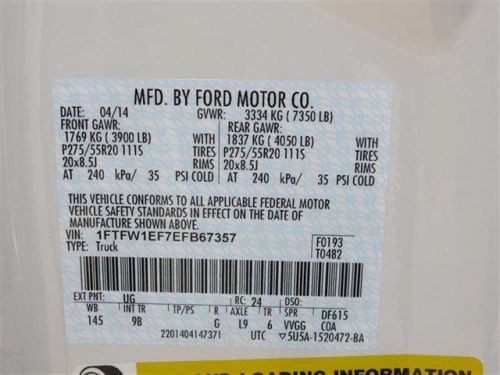 MFD. BY FORD MOTOR CO.
DATE: 04/14 GVWR: 3334 KG ( 7350 LB)
FRONT GAWR: REAR GAWR:
1769 KG ( 3900 LB) WITH 1837 KG ( 4050 LB) WITH
P275/55R20 111S TIRES P275/55R20 111S TIRES
20x8.5J RIMS 20x8.5J RIMS
AT 240 kPa/ 35 PSI COLD AT 240 kPa/ 35 PSI COLD
THIS VEHICLE CONFORMS TO ALL APPLICABLE FEDERAL MOTOR
VEHICLE SAFETY STANDARDS IN EFFECT ON THE DATE OF
MANUFACTURE SHOWN ABOVE.
VIN: 1FTFW1EF7EFB67357 F0193
TYPE: Truck T0482
EXT PNT: UG RC: 24 DSO:
WB INT TR TP/PS R AXLE TR SPR DF615
145 9B G L9 6 VVGG COA
2201404147371 UTC ▽5U5A-1520472-BA
AND LOADING INFORMATION